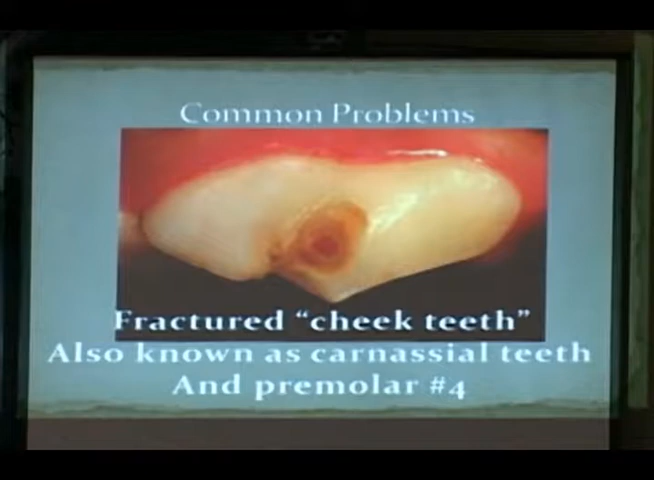 Common Problems
Fractured “cheek teeth”
Also known as carnassial teeth
And premolar #4